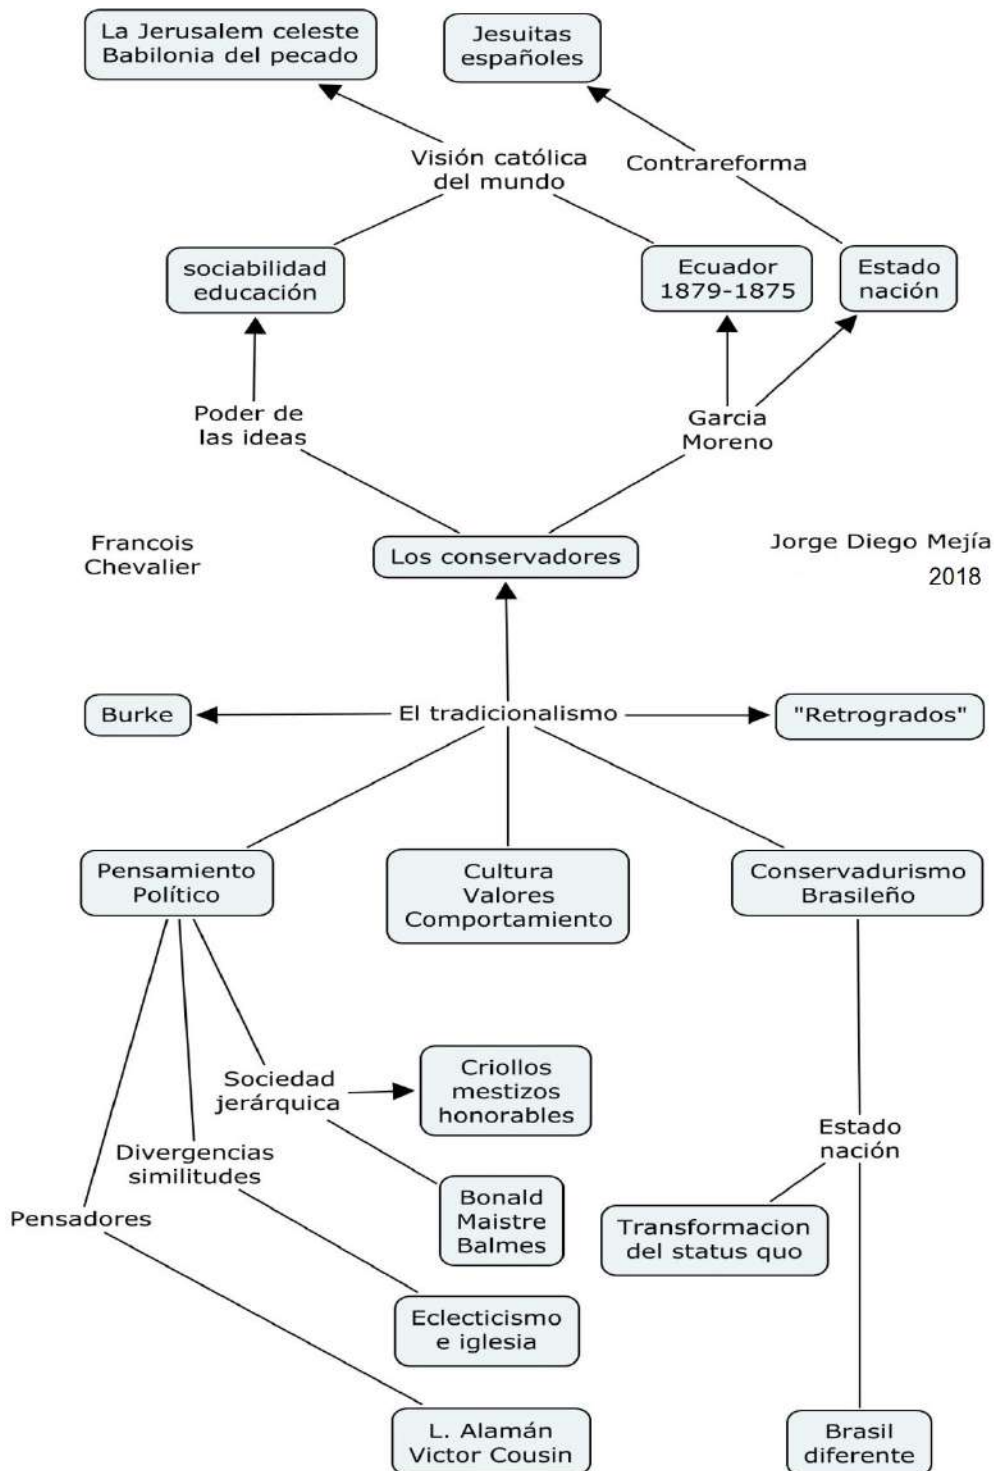 La Jerusalem celeste
Babilonia del pecado
Jesuitas
españoles
Visión católica
del mundo
Contrareforma
sociabilidad
educación
Ecuador
1879-1875
Estado
nación
Poder de
las ideas
Garcia
Moreno
Francois
Chevalier
Los conservadores
Jorge Diego Mejía
2018
Burke
El tradicionalismo
"Retrogrados"
Pensamiento
Político
Cultura
Valores
Comportamiento
Conservadurismo
Brasileño
Sociedad
jerárquica
Criollos
mestizos
honorables
Estado
nación
Divergencias
similitudes
Pensadores
Bonald
Maistre
Balmes
Transformacion
del status quo
Eclecticismo
e iglesia
L. Alamán
Victor Cousin
Brasil
diferente